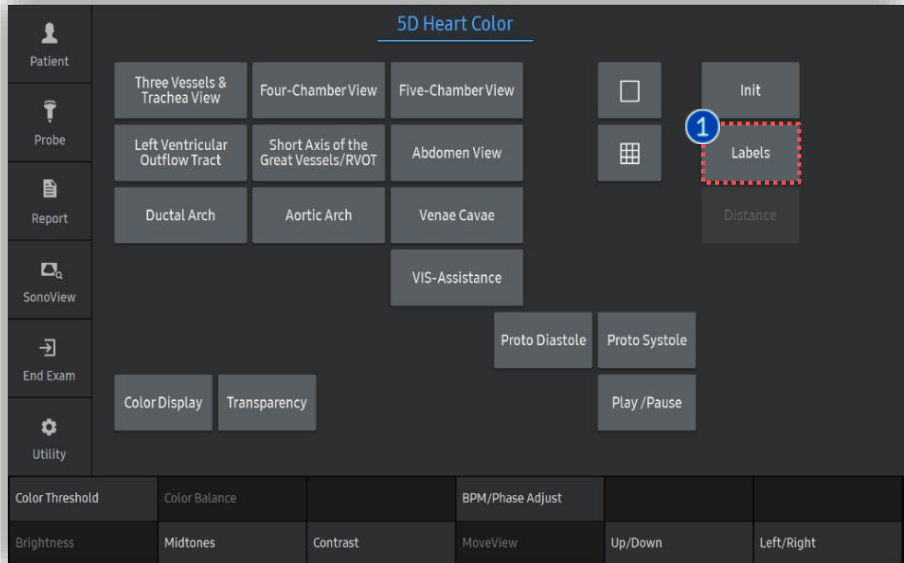 5D Heart Color
Patient
Probe
Report
SonoView
End Exam
Utility
Three Vessels &
Trachea View
Four-Chamber View
Five-Chamber View
Init
1
Left Ventricular
Outflow Tract
Short Axis of the
Great Vessels/RVOT
Abdomen View
Labels
Ductal Arch
Aortic Arch
Venae Cavae
Distance
VIS-Assistance
Proto Diastole
Proto Systole
Color Display
Transparency
Play /Pause
Color Threshold
Color Balance
BPM/Phase Adjust
Brightness
Midtones
Contrast
MoveView
Up/Down
Left/Right